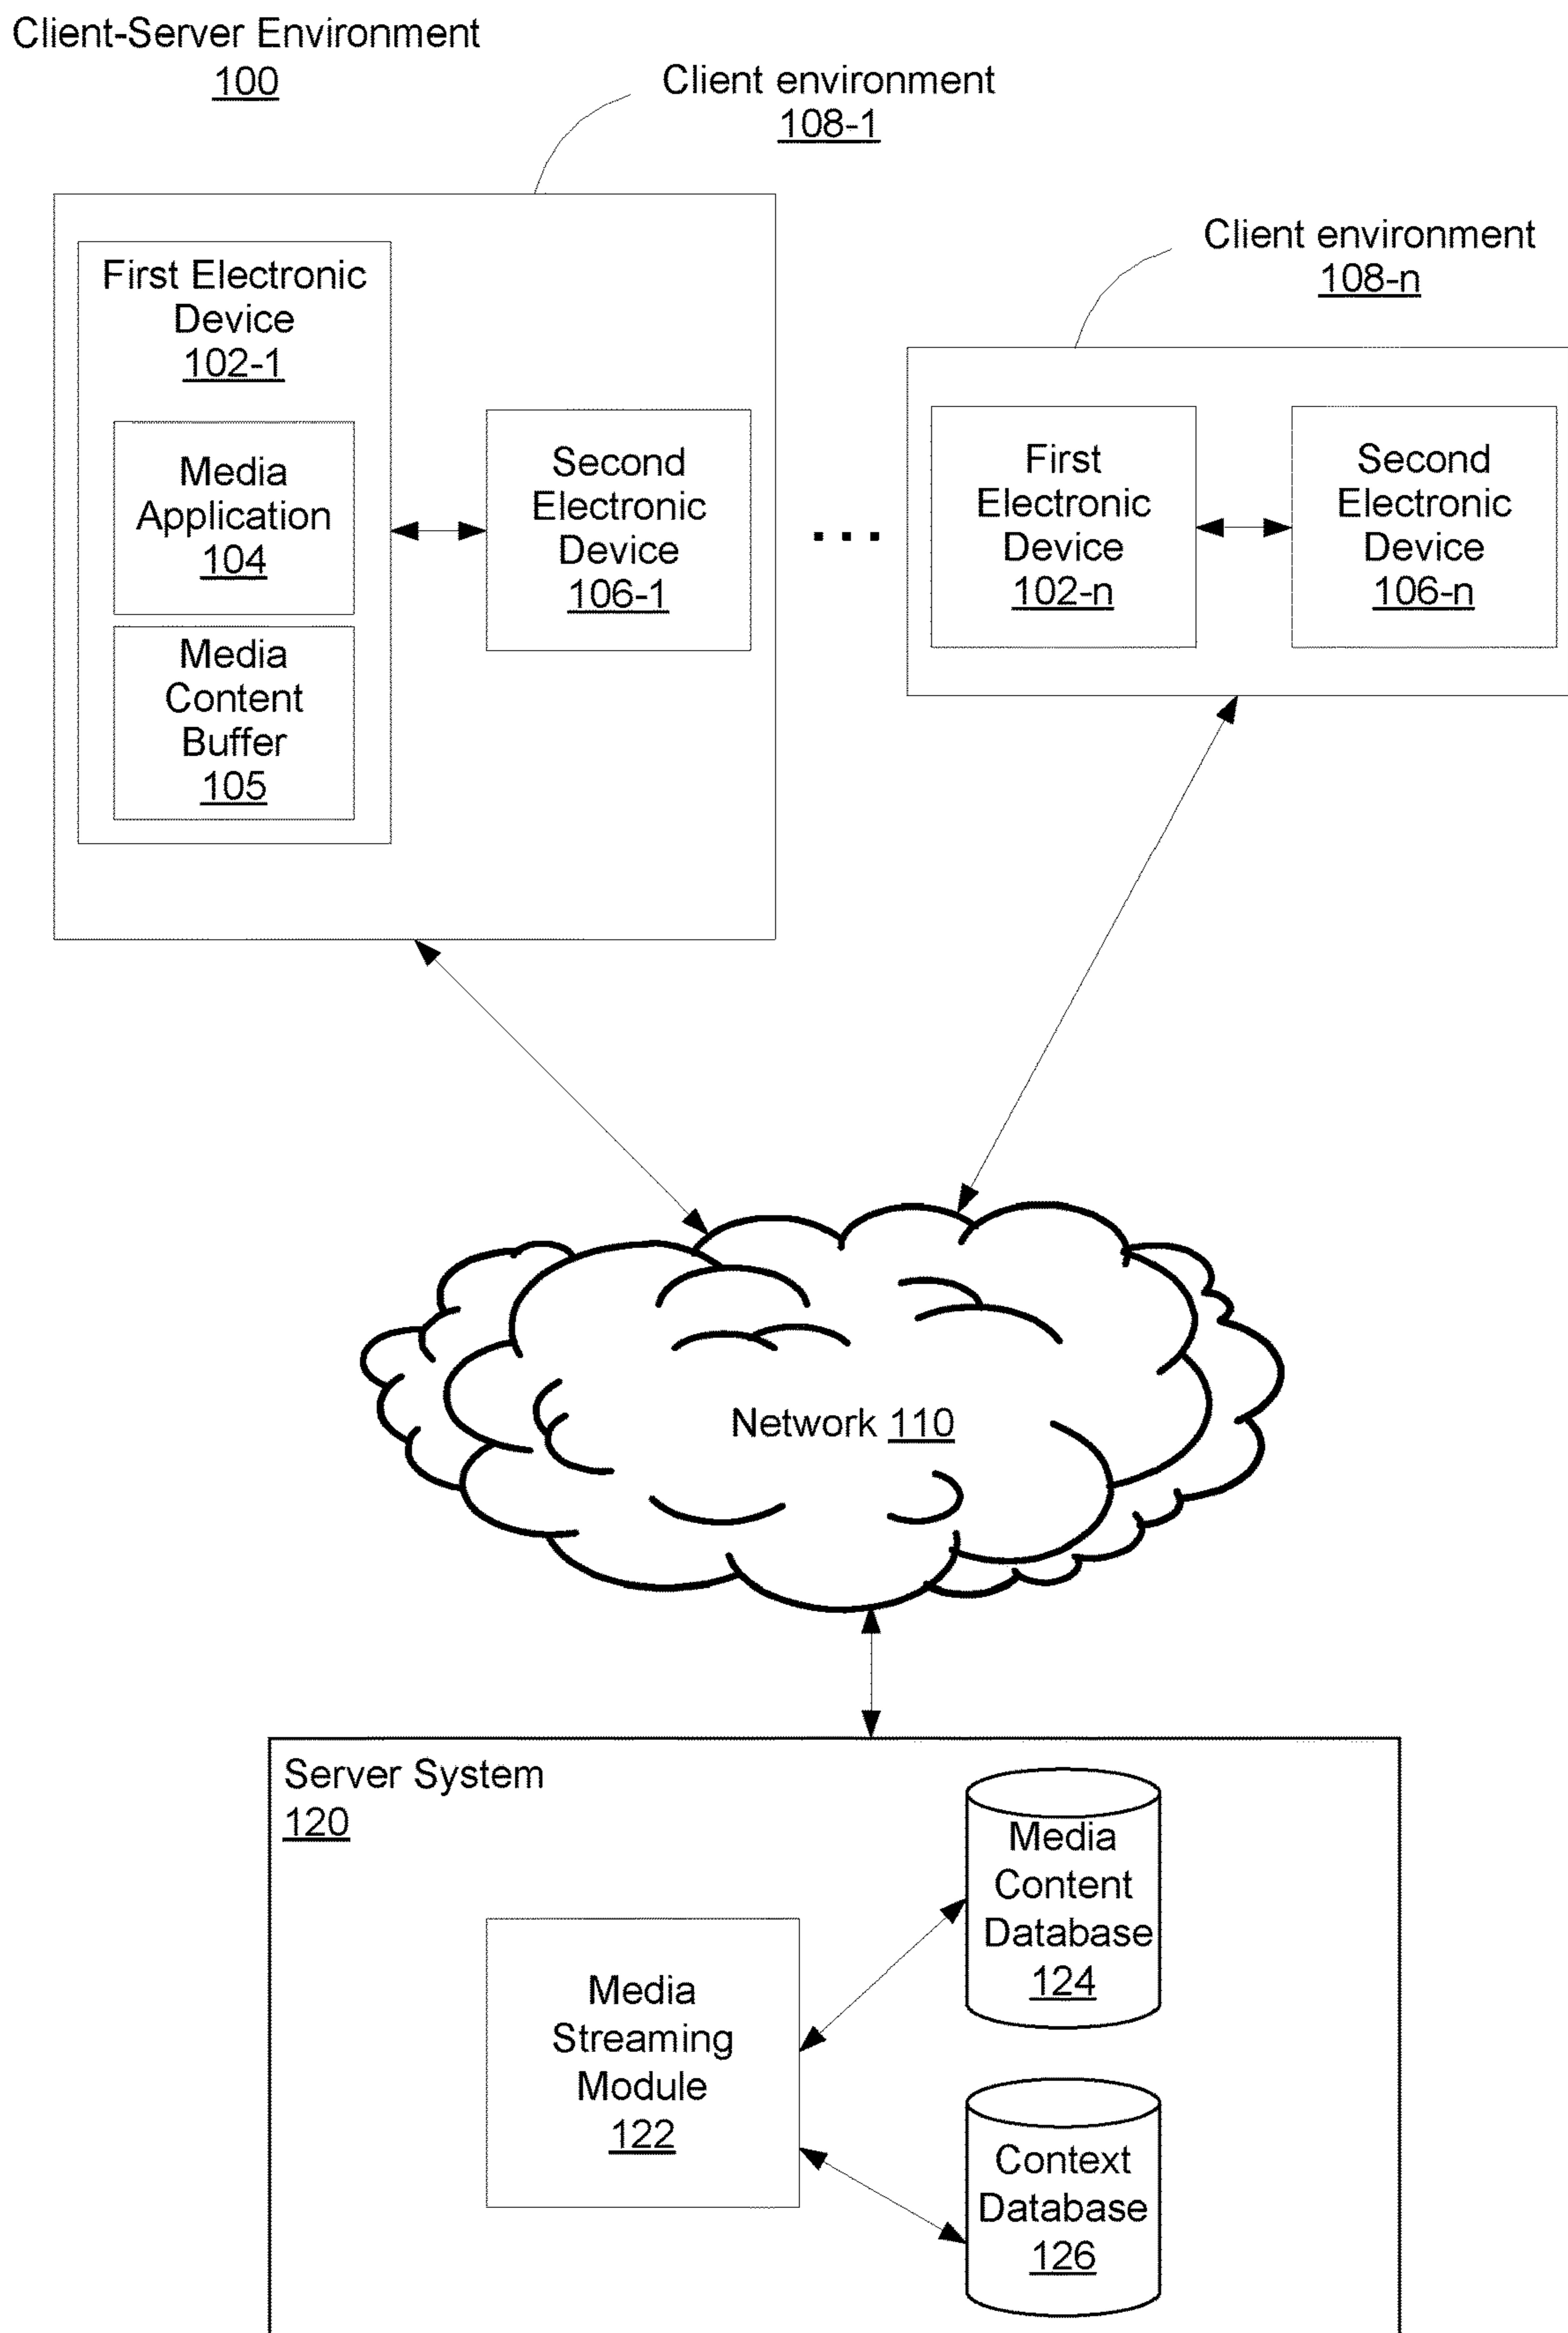 Client-Server Environment
100
Client environment
108-1
Client environment
108-n
First Electronic
Device
102-1
Media
Application
104
Media
Content
Buffer
105
Second
Electronic
Device
106-1
...
First
Electronic
Device
102-n
Second
Electronic
Device
106-n
Network 110
Server System
120
Media
Streaming
Module
122
Media
Content
Database
124
Context
Database
126